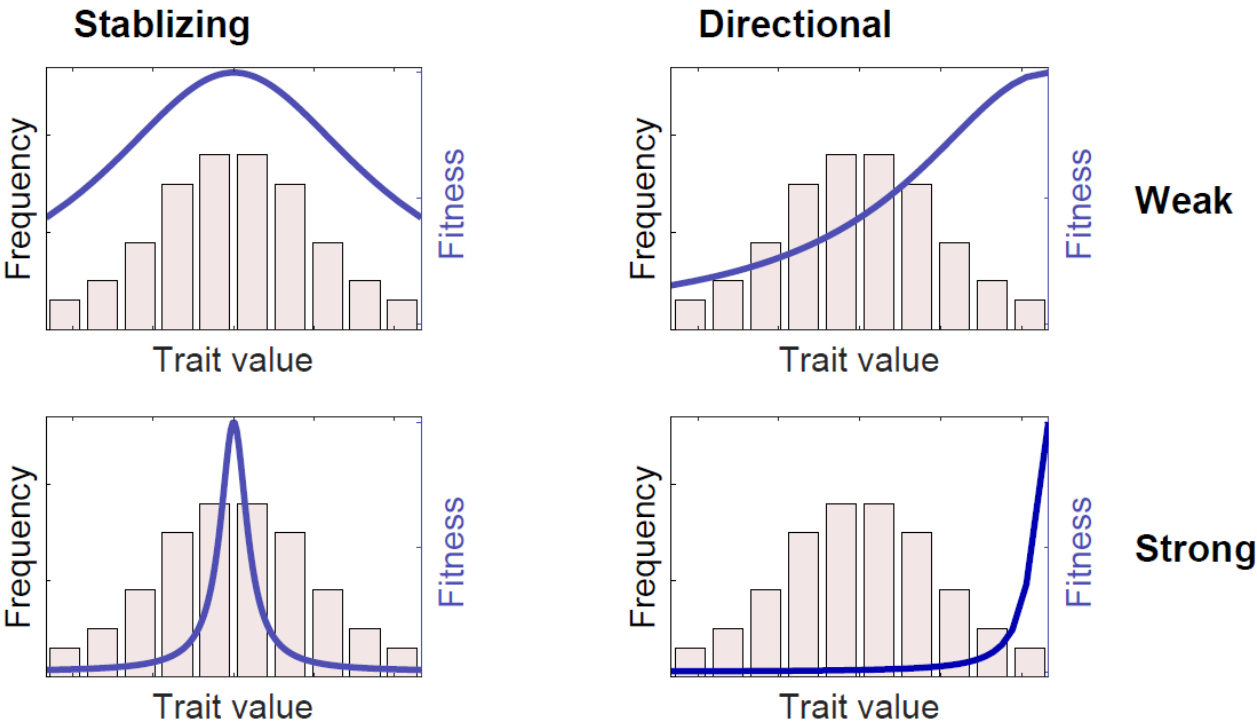 Stablizing
Directional
Frequency
Fitness
Trait value
Frequency
Fitness
Trait value
Weak
Frequency
Fitness
Trait value
Frequency
Fitness
Trait value
Strong